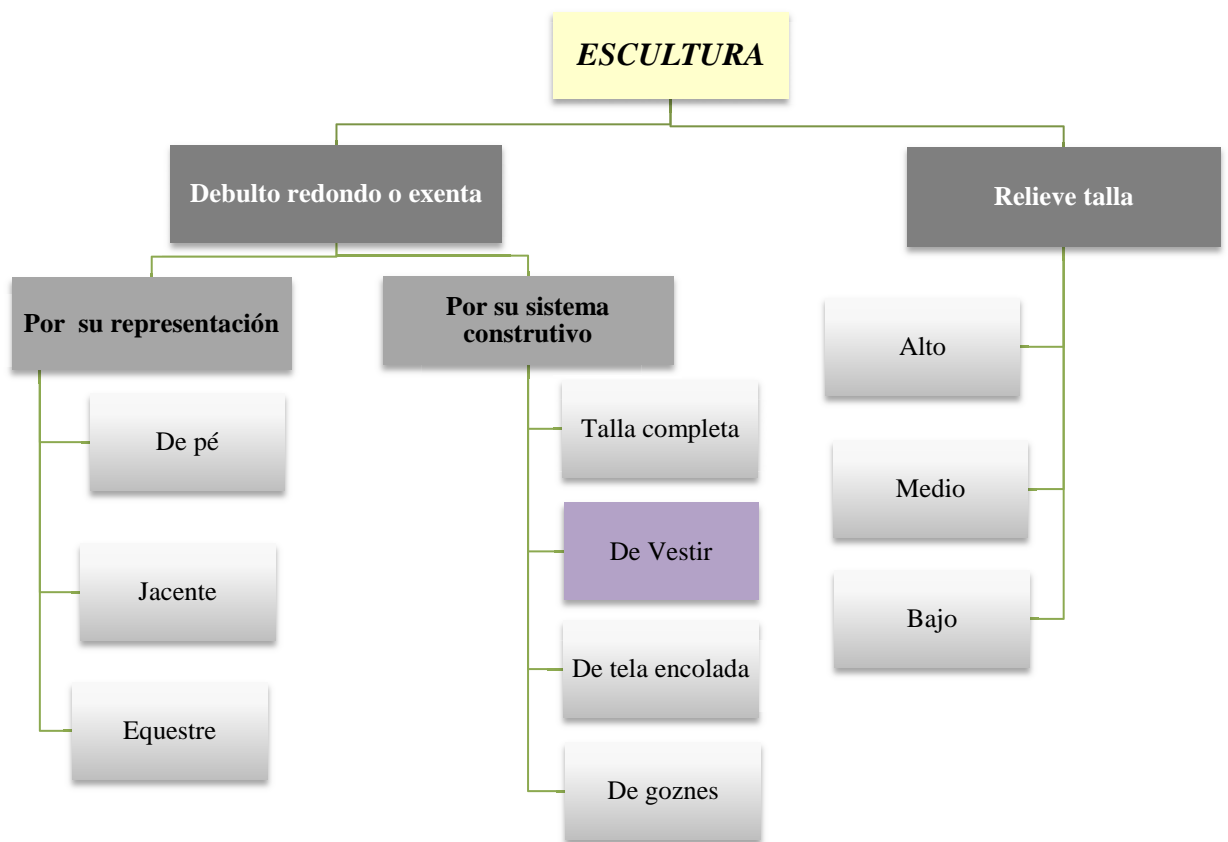 ESCULTURA
Debulto redondo o exenta
Relieve talla
Por su representación
Por su sistema
construtivo
De pé
Jacente
Equestre
Talla completa
De Vestir
De tela encolada
De goznes
Alto
Medio
Bajo